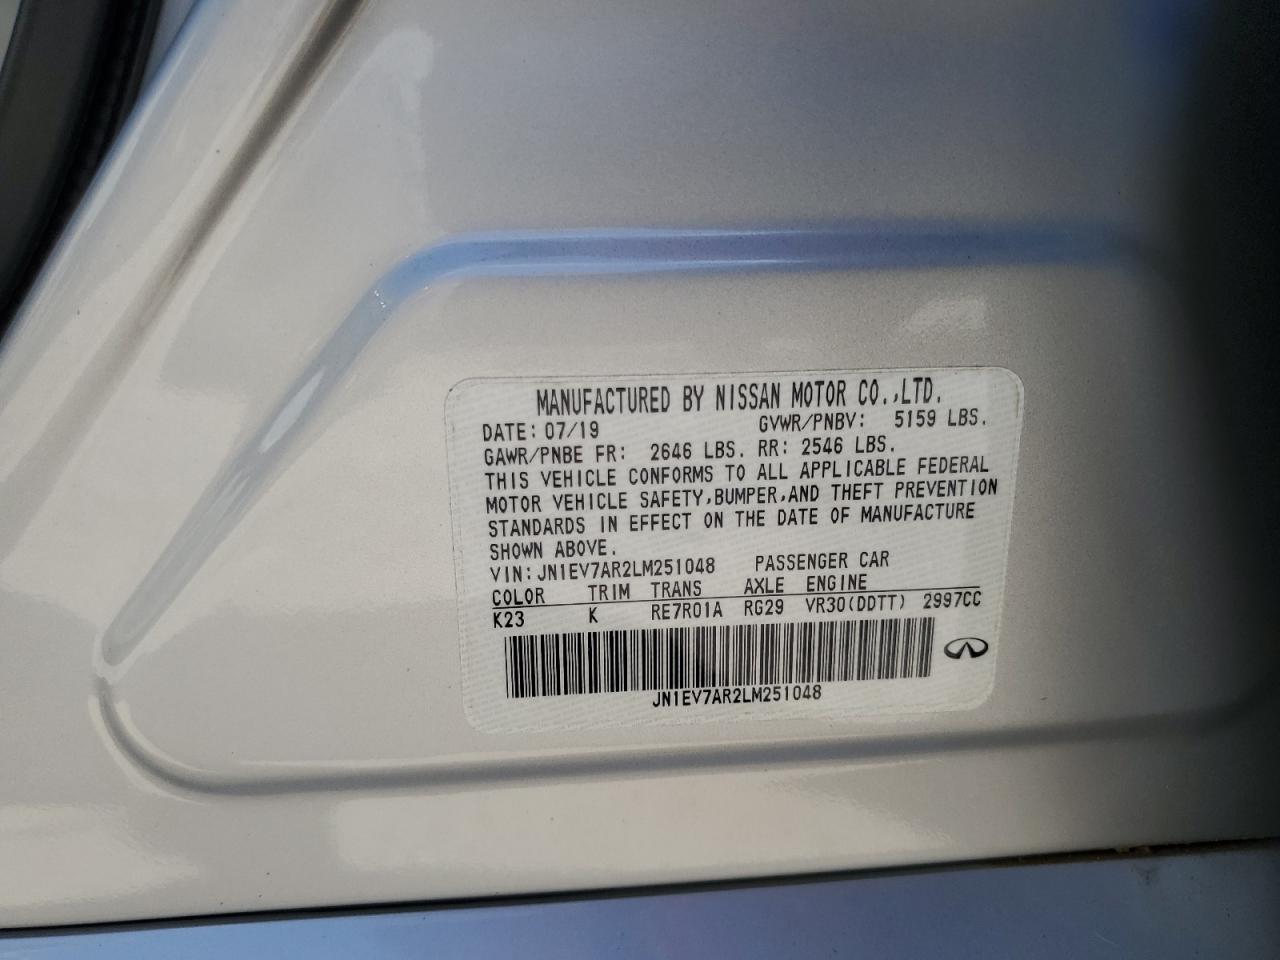 MANUFACTURED BY NISSAN MOTOR CO.,LTD.
DATE: 07/19 GVWR/PNBV: 5159 LBS.
GAWR/PNBE FR: 2646 LBS. RR: 2546 LBS.
THIS VEHICLE CONFORMS TO ALL APPLICABLE FEDERAL
MOTOR VEHICLE SAFETY,BUMPER,AND THEFT PREVENTION
STANDARDS IN EFFECT ON THE DATE OF MANUFACTURE
SHOWN ABOVE.
VIN: JN1EV7AR2LM251048 PASSENGER CAR
COLOR TRIM TRANS AXLE ENGINE
K23 K RE7R01A RG29 VR30(DDTT) 2997CC
JN1EV7AR2LM251048